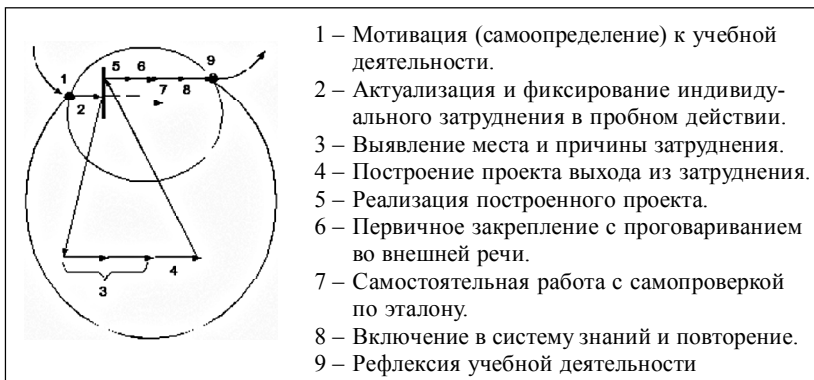 1
2
3
4
5
6
7
8
9
1 – Мотивация (самоопределение) к учебной
деятельности.
2 – Актуализация и фиксирование индивиду-
ального затруднения в пробном действии.
3 – Выявление места и причины затруднения.
4 – Построение проекта выхода из затруднения.
5 – Реализация построенного проекта.
6 – Первичное закрепление с проговариванием
во внешней речи.
7 – Самостоятельная работа с самопроверкой
по эталону.
8 – Включение в систему знаний и повторение.
9 – Рефлексия учебной деятельности